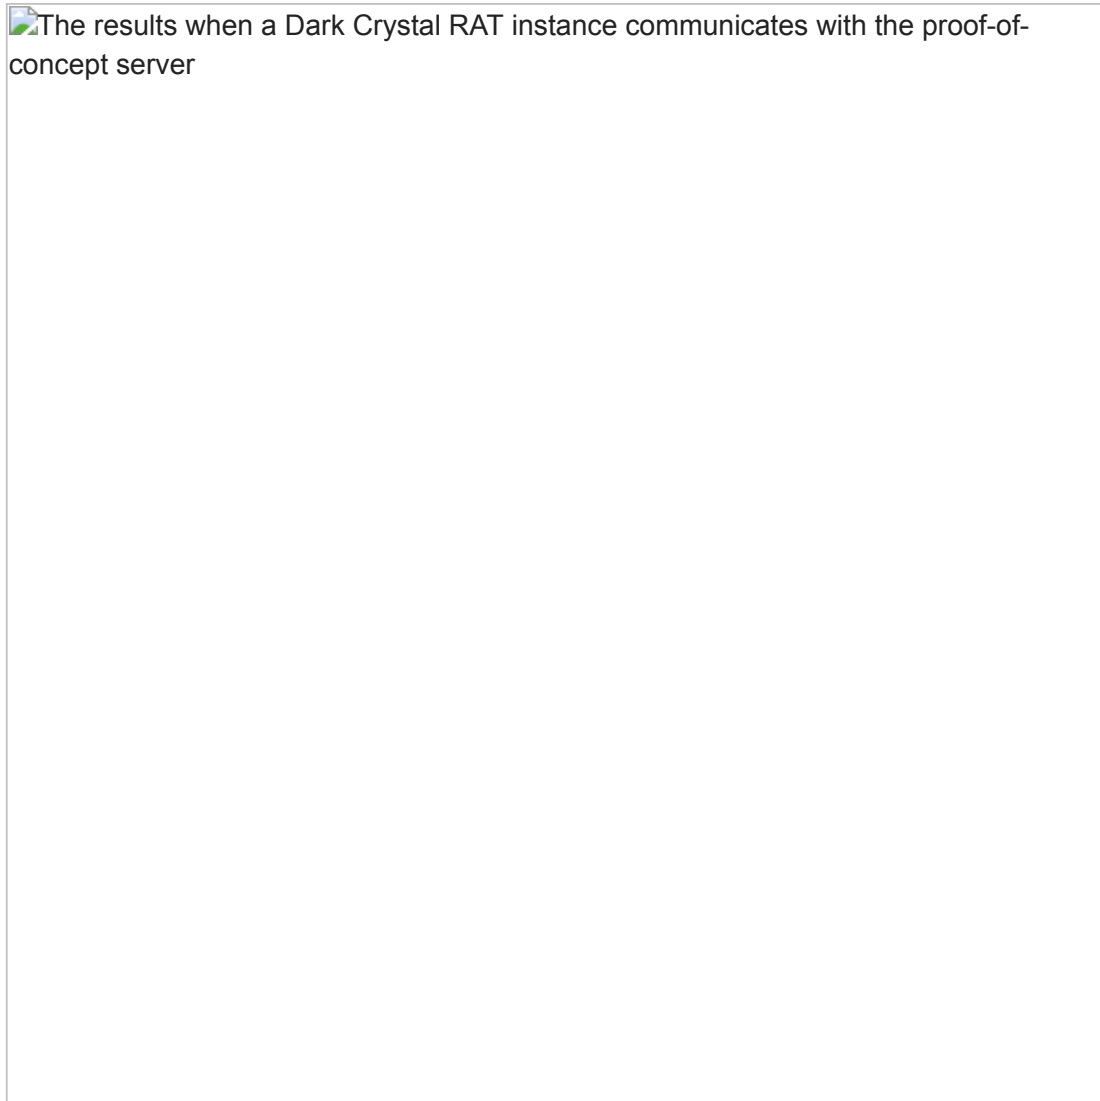 The results when a Dark Crystal RAT instance communicates with the proof-of-
concept server